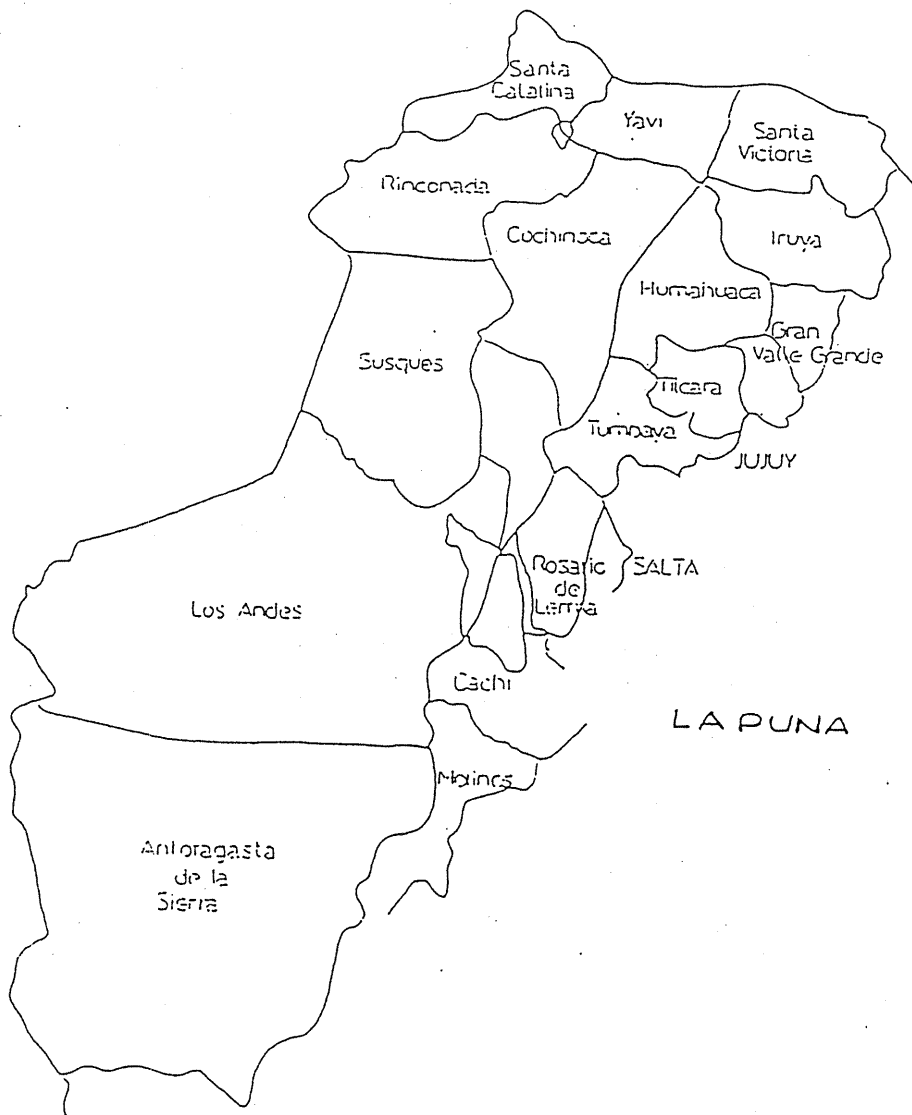 Santa
Catalina
Yavi
Santa
Victoria
Rinconada
Cochinoca
Iruya
Humahuaca
Gran
Valle Grande
Susques
Tilcara
Tumbaya
JUJUY
Rosario
de
Lerma
SALTA
Los Andes
Cachi
LA PUNA
Molinos
Antofagasta
de la
Sierra